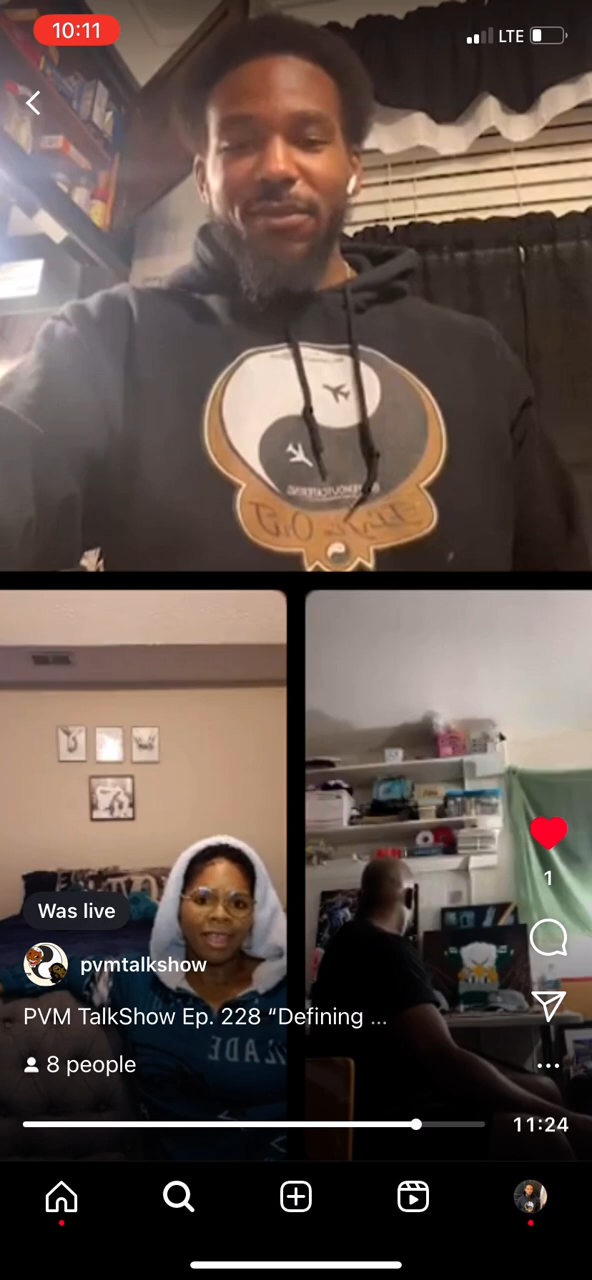 10:11
LTE
Was live
pvmtalkshow
PVM TalkShow Ep. 228 “Defining ...
1
8 people
11:24